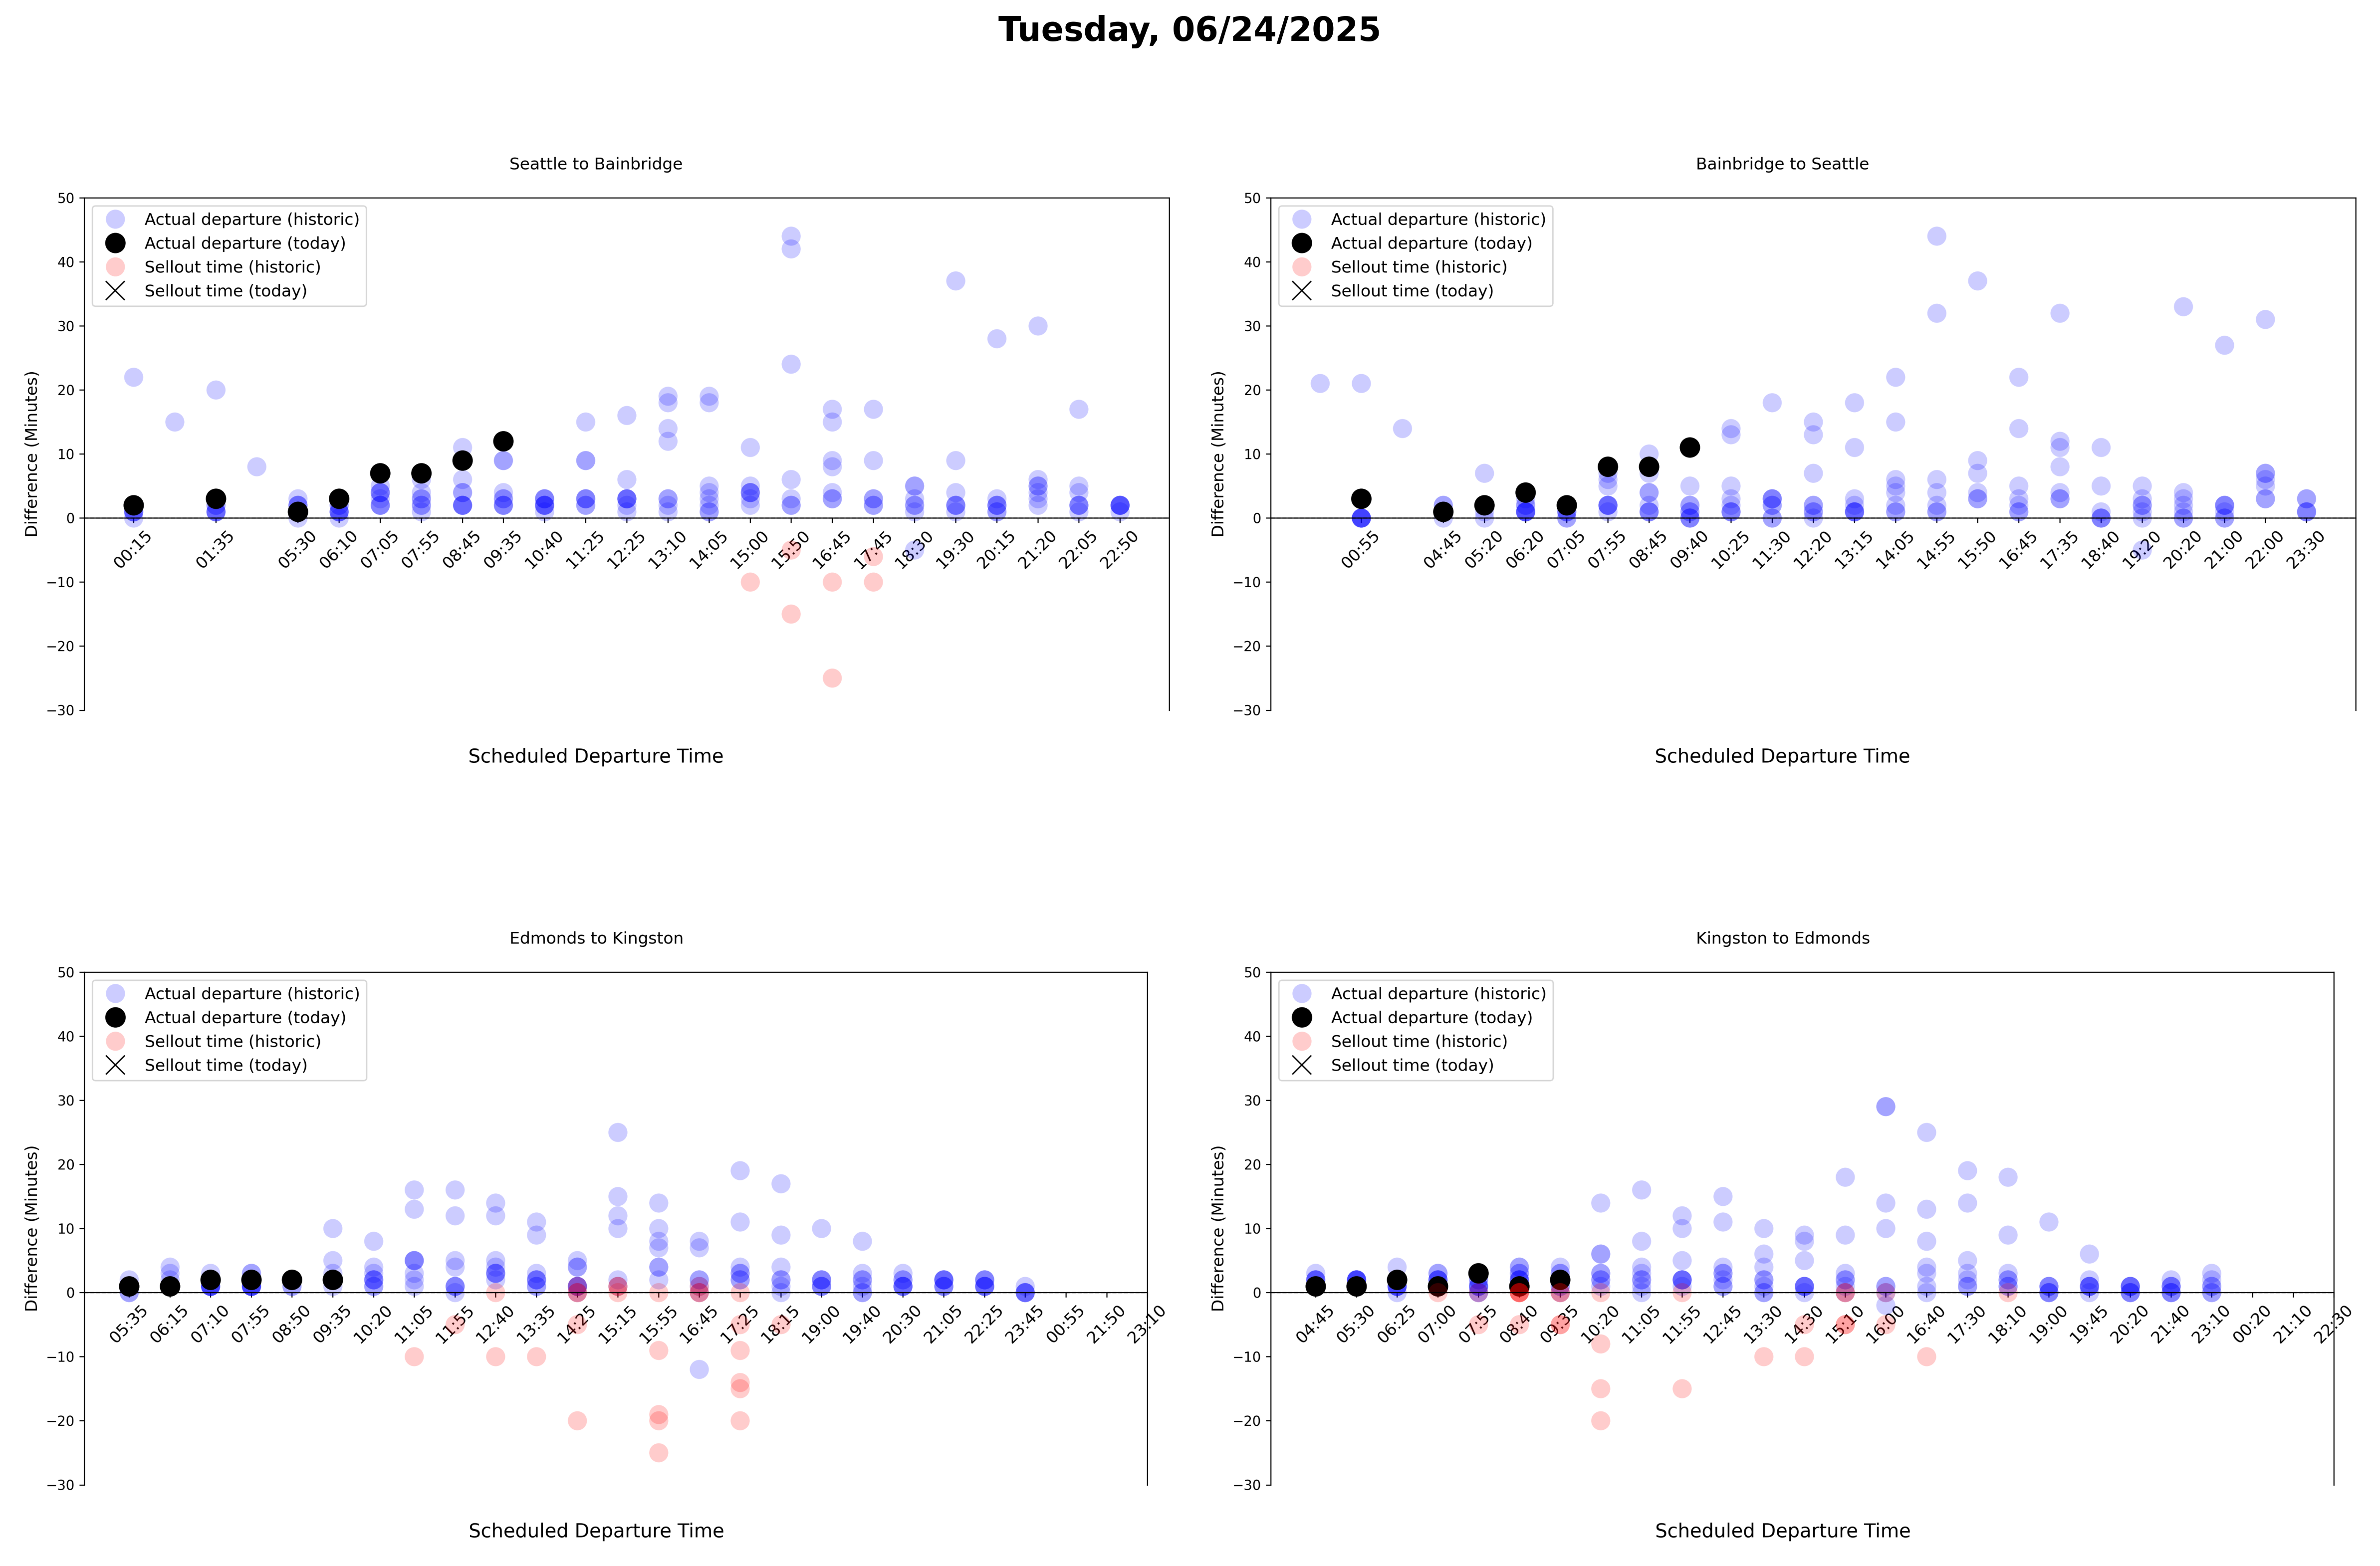 Tuesday, 06/24/2025
Seattle to Bainbridge
Difference (Minutes)
50
40
30
20
10
0
−10
−20
−30
Actual departure (historic)
Actual departure (today)
Sellout time (historic)
Sellout time (today)
00:15 01:35 05:30 06:10 07:05 07:55 08:45 09:35 10:40 11:25 12:25 13:10 14:05 15:00 15:50 16:45 17:45 18:30 19:30 20:15 21:20 22:05 22:50
Scheduled Departure Time
Bainbridge to Seattle
Difference (Minutes)
50
40
30
20
10
0
−10
−20
−30
Actual departure (historic)
Actual departure (today)
Sellout time (historic)
Sellout time (today)
00:55 04:45 05:20 06:20 07:05 07:55 08:45 09:40 10:25 11:30 12:20 13:15 14:05 14:55 15:50 16:45 17:35 18:40 19:20 20:20 21:00 22:00 23:30
Scheduled Departure Time
Edmonds to Kingston
Difference (Minutes)
50
40
30
20
10
0
−10
−20
−30
Actual departure (historic)
Actual departure (today)
Sellout time (historic)
Sellout time (today)
05:35 06:15 07:10 07:55 08:50 09:35 10:20 11:05 11:55 12:40 13:35 14:25 15:15 15:55 16:45 17:25 18:15 19:00 19:40 20:30 21:05 22:25 23:45 00:55 21:50 23:10
Scheduled Departure Time
Kingston to Edmonds
Difference (Minutes)
50
40
30
20
10
0
−10
−20
−30
Actual departure (historic)
Actual departure (today)
Sellout time (historic)
Sellout time (today)
04:45 05:30 06:25 07:00 07:55 08:40 09:35 10:20 11:05 11:55 12:45 13:30 14:30 15:10 16:00 16:40 17:30 18:10 19:00 19:45 20:20 21:40 23:10 00:20 21:10 22:30
Scheduled Departure Time